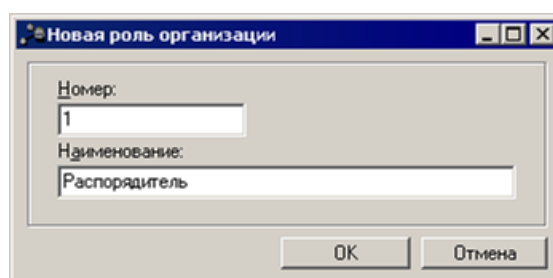 Новая роль организации
Номер:
1
Наименование:
Распорядитель
OK Отмена